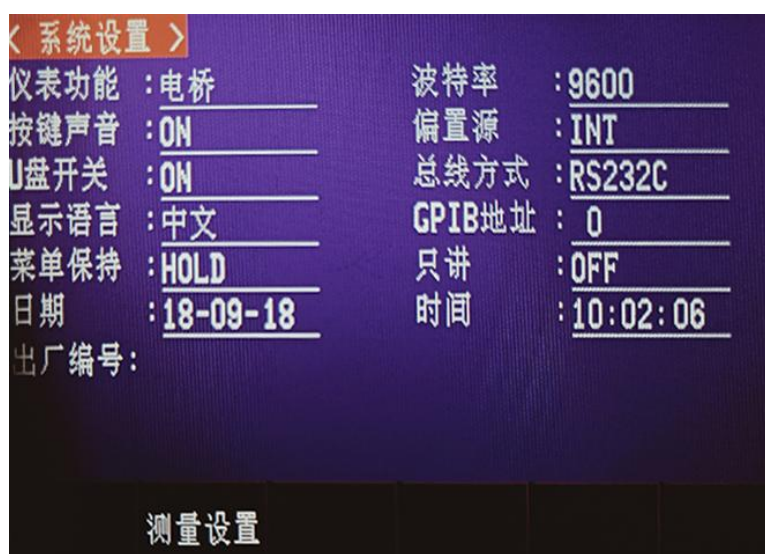 < 系统设置 >
仪表功能 :电桥 波特率 :9600
按键声音 :ON 偏置源 :INT
U盘开关 :ON 总线方式 :RS232C
显示语言 :中文 GPIB地址 : 0
菜单保持 :HOLD 只讲 :OFF
日期 :18-09-18 时间 :10:02:06
出厂编号:
测量设置